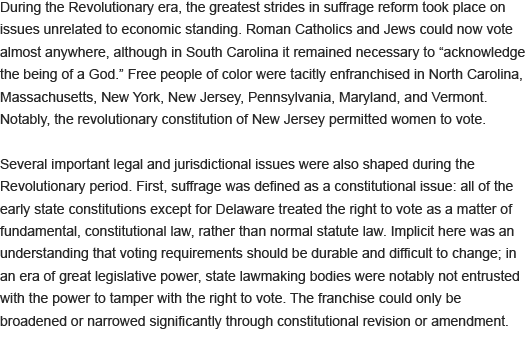 During the Revolutionary era, the greatest strides in suffrage reform took place on
issues unrelated to economic standing. Roman Catholics and Jews could now vote
almost anywhere, although in South Carolina it remained necessary to “acknowledge
the being of a God.” Free people of color were tacitly enfranchised in North Carolina,
Massachusetts, New York, New Jersey, Pennsylvania, Maryland, and Vermont.
Notably, the revolutionary constitution of New Jersey permitted women to vote.

Several important legal and jurisdictional issues were also shaped during the
Revolutionary period. First, suffrage was defined as a constitutional issue: all of the
early state constitutions except for Delaware treated the right to vote as a matter of
fundamental, constitutional law, rather than normal statute law. Implicit here was an
understanding that voting requirements should be durable and difficult to change; in
an era of great legislative power, state lawmaking bodies were notably not entrusted
with the power to tamper with the right to vote. The franchise could only be
broadened or narrowed significantly through constitutional revision or amendment.